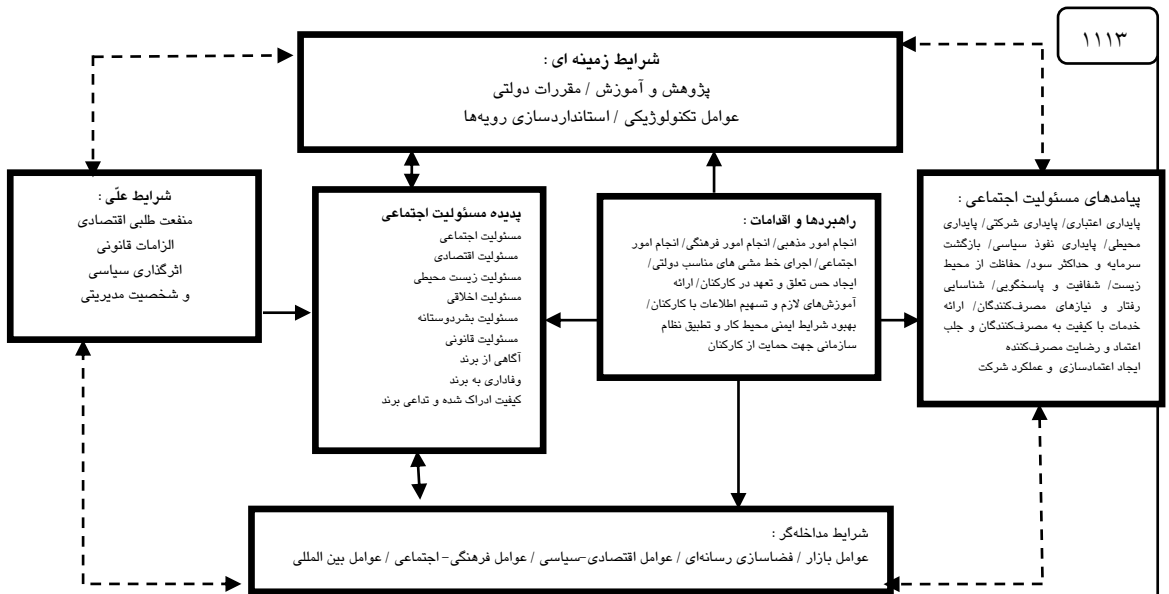 ۱۱۱۳
شرایط زمینه ای :
پژوهش و آموزش / مقررات دولتی
عوامل تکنولوژیکی / استانداردسازی رویه‌ها
شرایط علّی :
منفعت طلبی اقتصادی
الزامات قانونی
اثرگذاری سیاسی
و شخصیت مدیریتی
پدیده مسئولیت اجتماعی
مسئولیت اجتماعی
مسئولیت اقتصادی
مسئولیت زیست محیطی
مسئولیت اخلاقی
مسئولیت بشردوستانه
مسئولیت قانونی
آگاهی از برند
وفاداری به برند
کیفیت ادراک شده و تداعی برند
راهبردها و اقدامات :
انجام امور مذهبی/ انجام امور فرهنگی/ انجام امور
اجتماعی/ اجرای خط مشی های مناسب دولتی/
ایجاد حس تعلق و تعهد در کارکنان/ ارائه
آموزش‌های لازم و تسهیم اطلاعات با کارکنان/
بهبود شرایط ایمنی محیط کار و تطبیق نظام
سازمانی جهت حمایت از کارکنان
پیامدهای مسئولیت اجتماعی :
پایداری اعتباری/ پایداری شرکتی/ پایداری
محیطی/ پایداری نفوذ سیاسی/ بازگشت
سرمایه و حداکثر سود/ حفاظت از محیط
زیست/ شفافیت و پاسخگویی/ شناسایی
رفتار و نیازهای مصرف‌کنندگان/ ارائه
خدمات با کیفیت به مصرف‌کنندگان و جلب
اعتماد و رضایت مصرف‌کننده
ایجاد اعتمادسازی و عملکرد شرکت
شرایط مداخله‌گر :
عوامل بازار / فضاسازی رسانه‌ای / عوامل اقتصادی-سیاسی / عوامل فرهنگی- اجتماعی / عوامل بین المللی